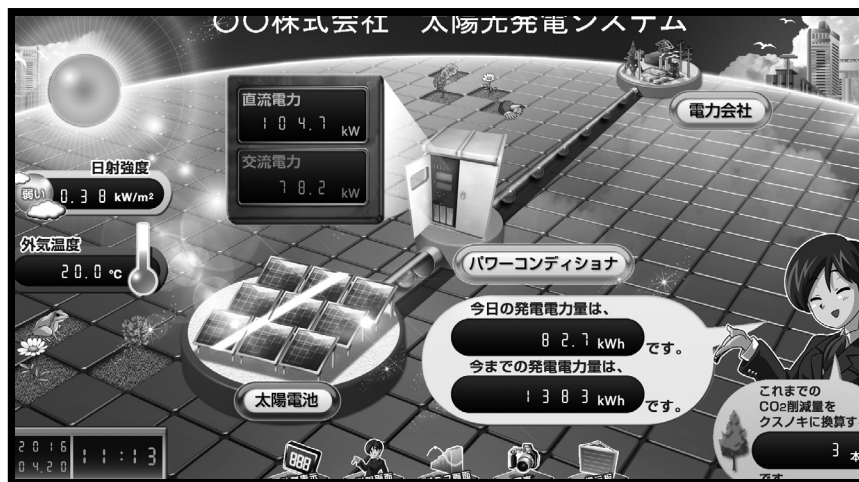 〇〇株式会社　太陽光発電システム
直流電力
104.7 kW
交流電力
78.2 kW
電力会社
日射強度
弱い
0.38 kW/m²
外気温度
20.0 ℃
パワーコンディショナ
今日の発電電力量は、
82.7 kWh です。
今までの発電電力量は、
1383 kWh です。
太陽電池
これまでの
CO₂削減量を
クスノキに換算す
3 本
です
2016
04.20
11:13
888